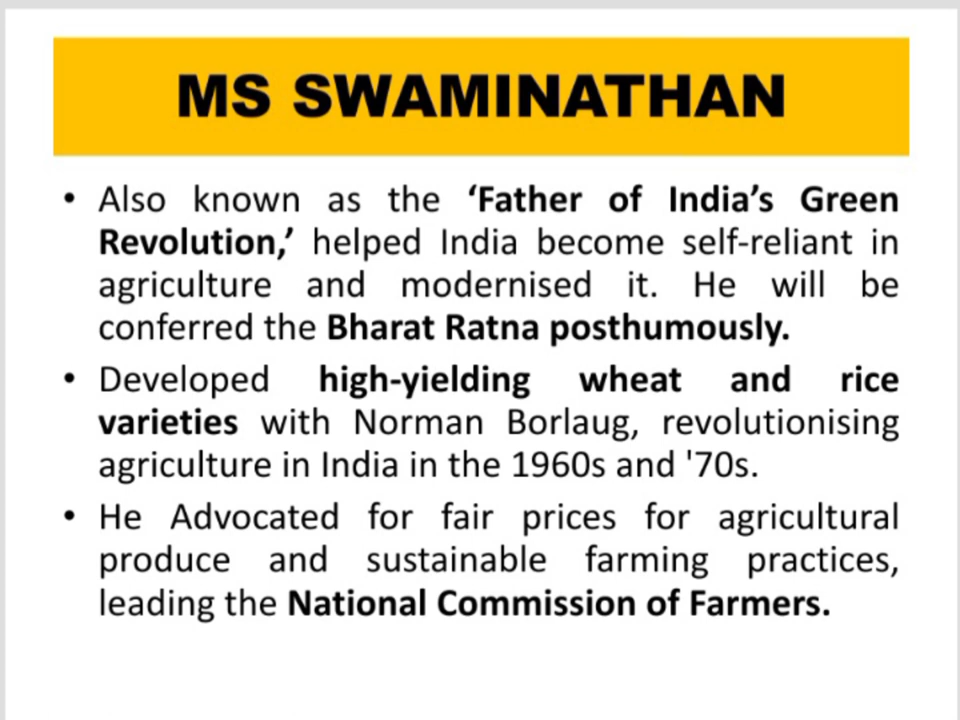 MS SWAMINATHAN
• Also known as the ‘Father of India’s Green
Revolution,’ helped India become self-reliant in
agriculture and modernised it. He will be
conferred the Bharat Ratna posthumously.
• Developed high-yielding wheat and rice
varieties with Norman Borlaug, revolutionising
agriculture in India in the 1960s and '70s.
• He Advocated for fair prices for agricultural
produce and sustainable farming practices,
leading the National Commission of Farmers.